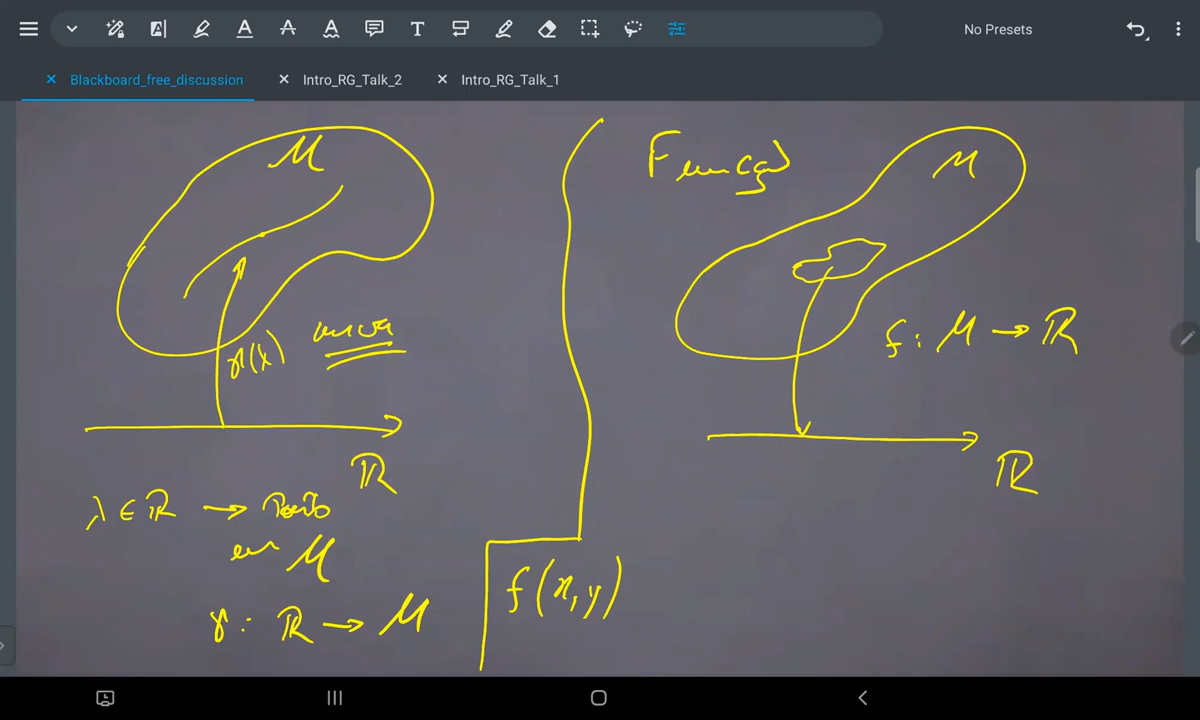 No Presets
Blackboard_free_discussion
Intro_RG_Talk_2
Intro_RG_Talk_1
M
γ(λ)
curva
ℝ
λ ∈ ℝ → Ponto
em M
γ : ℝ → M
Função
M
f : M → ℝ
ℝ
f(x,y)